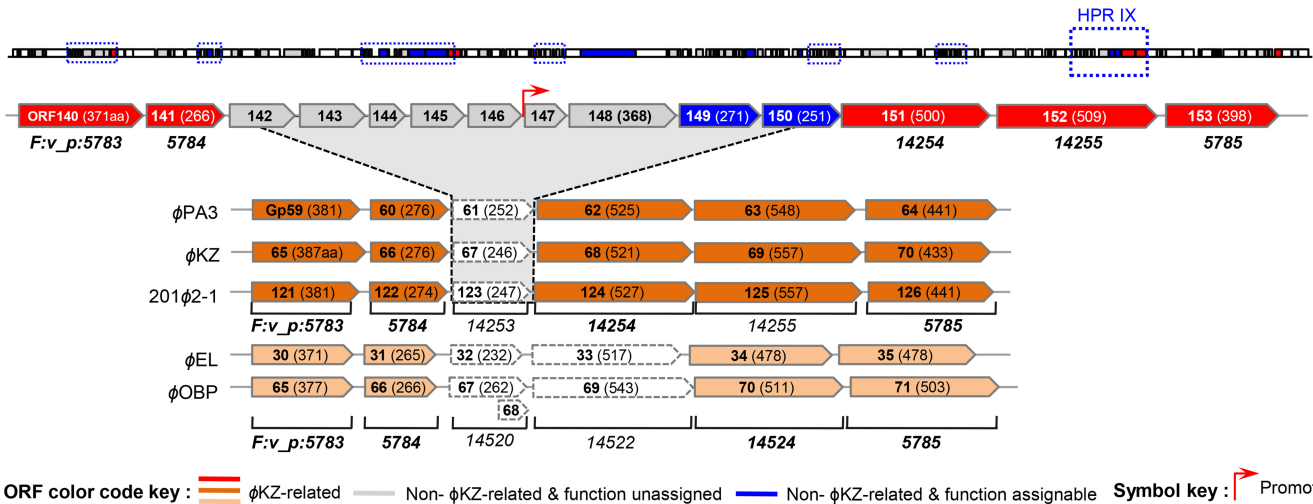 HPR IX
ORF140 (371aa) 141 (266) 142 143 144 145 146 147 148 (368) 149 (271) 150 (251) 151 (500) 152 (509) 153 (398)
F:v_p:5783 5784 14254 14255 5785
ϕPA3 Gp59 (381) 60 (276) 61 (252) 62 (525) 63 (548) 64 (441)
ϕKZ 65 (387aa) 66 (276) 67 (246) 68 (521) 69 (557) 70 (433)
201ϕ2-1 121 (381) 122 (274) 123 (247) 124 (527) 125 (557) 126 (441)
F:v_p:5783 5784 14253 14254 14255 5785
ϕEL 30 (371) 31 (265) 32 (232) 33 (517) 34 (478) 35 (478)
ϕOBP 65 (377) 66 (266) 67 (262) 69 (543) 70 (511) 71 (503)
68
F:v_p:5783 5784 14520 14522 14524 5785
ORF color code key : ϕKZ-related Non- ϕKZ-related & function unassigned Non- ϕKZ-related & function assignable Symbol key : Promo